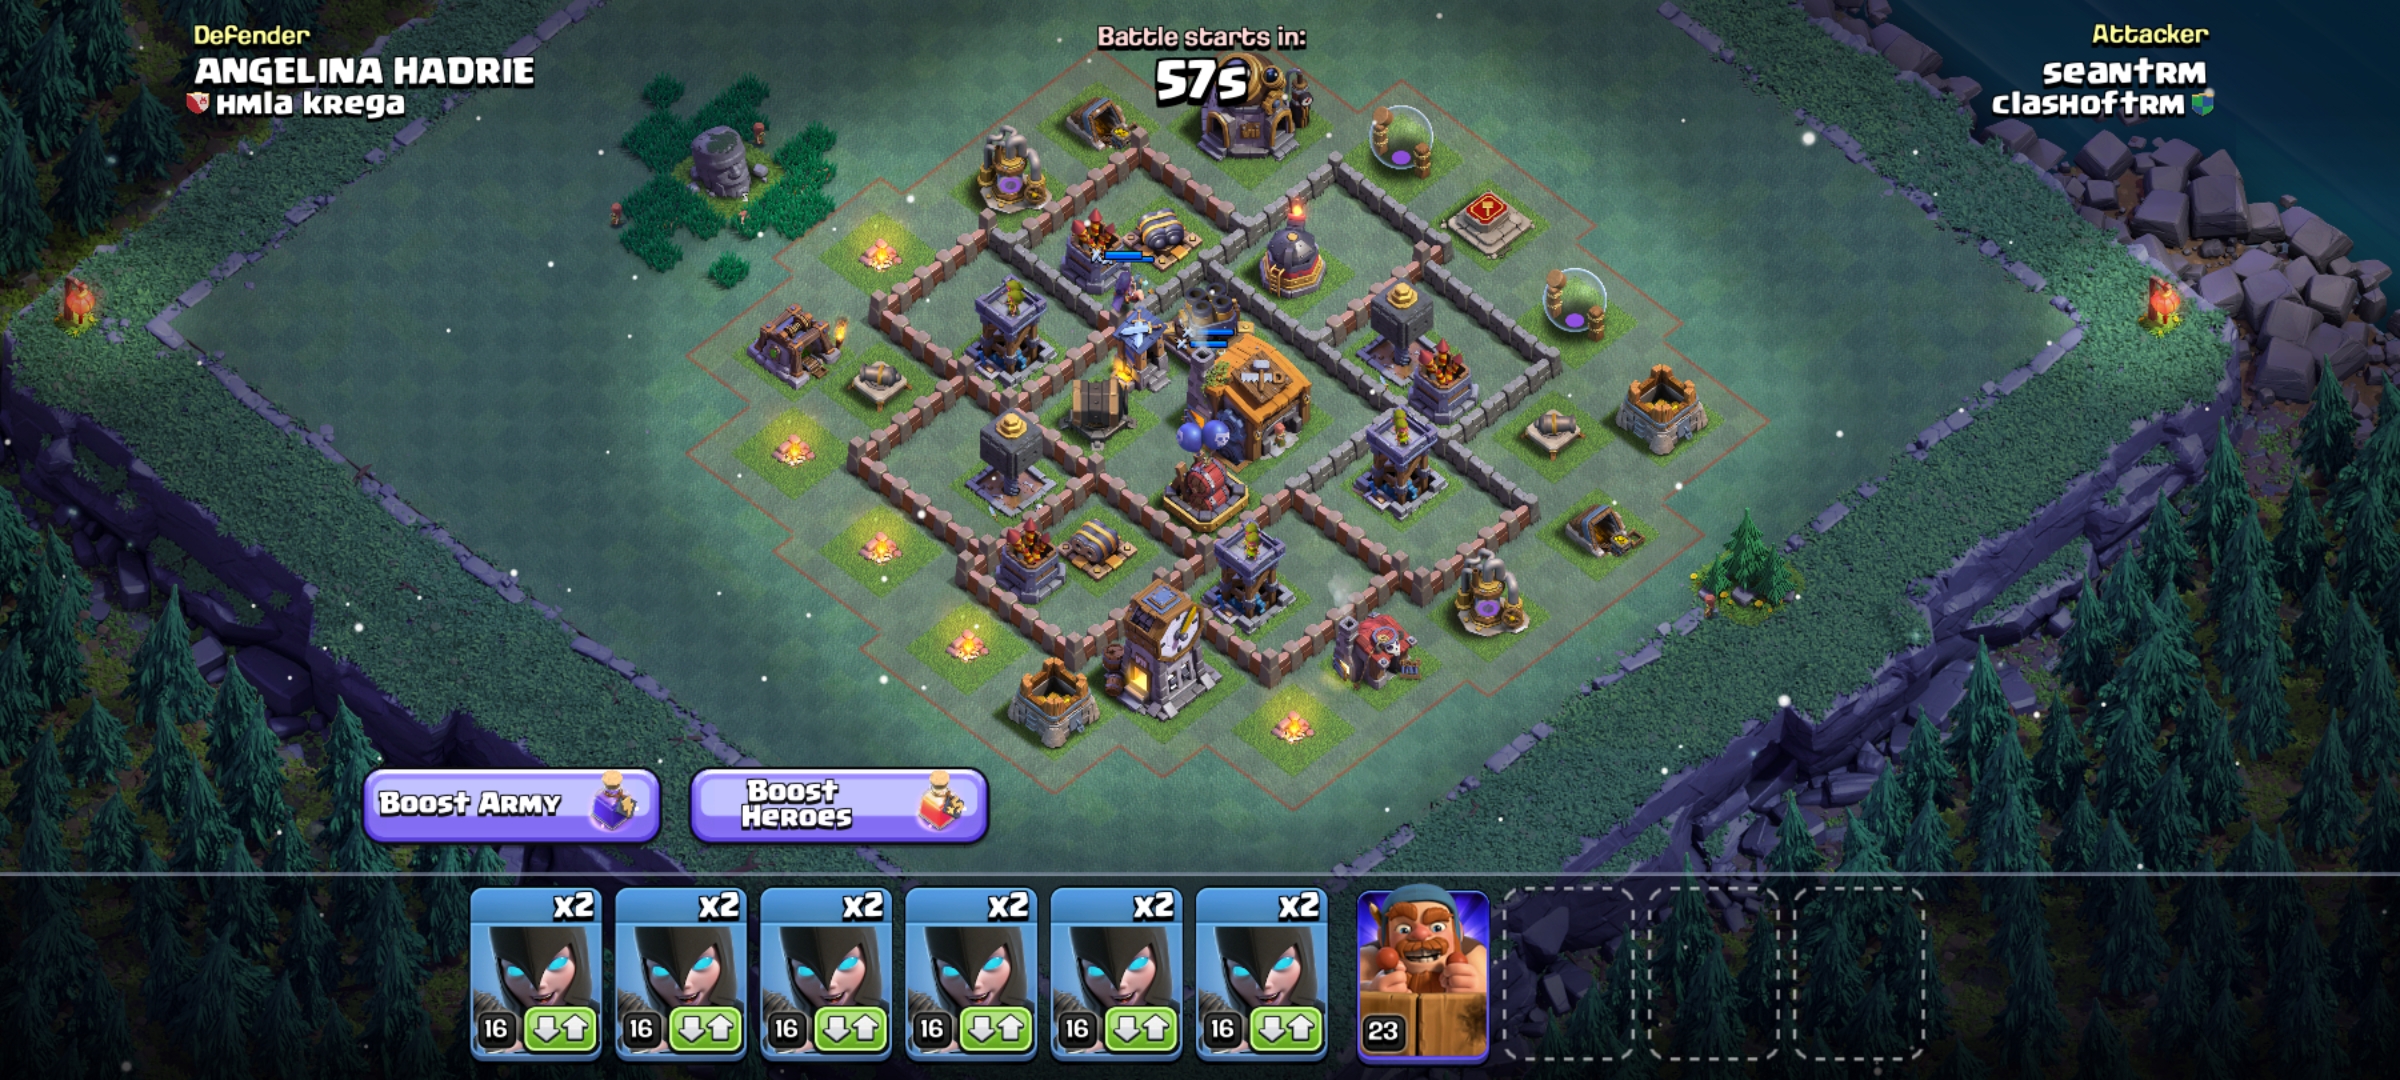 Defender
ANGELINA HADRIE
HMla krega
Battle starts in:
57s
Attacker
seantRM
clashoftRM
Boost Army
Boost
Heroes
x2
x2
x2
x2
x2
x2
16
16
16
16
16
16
23